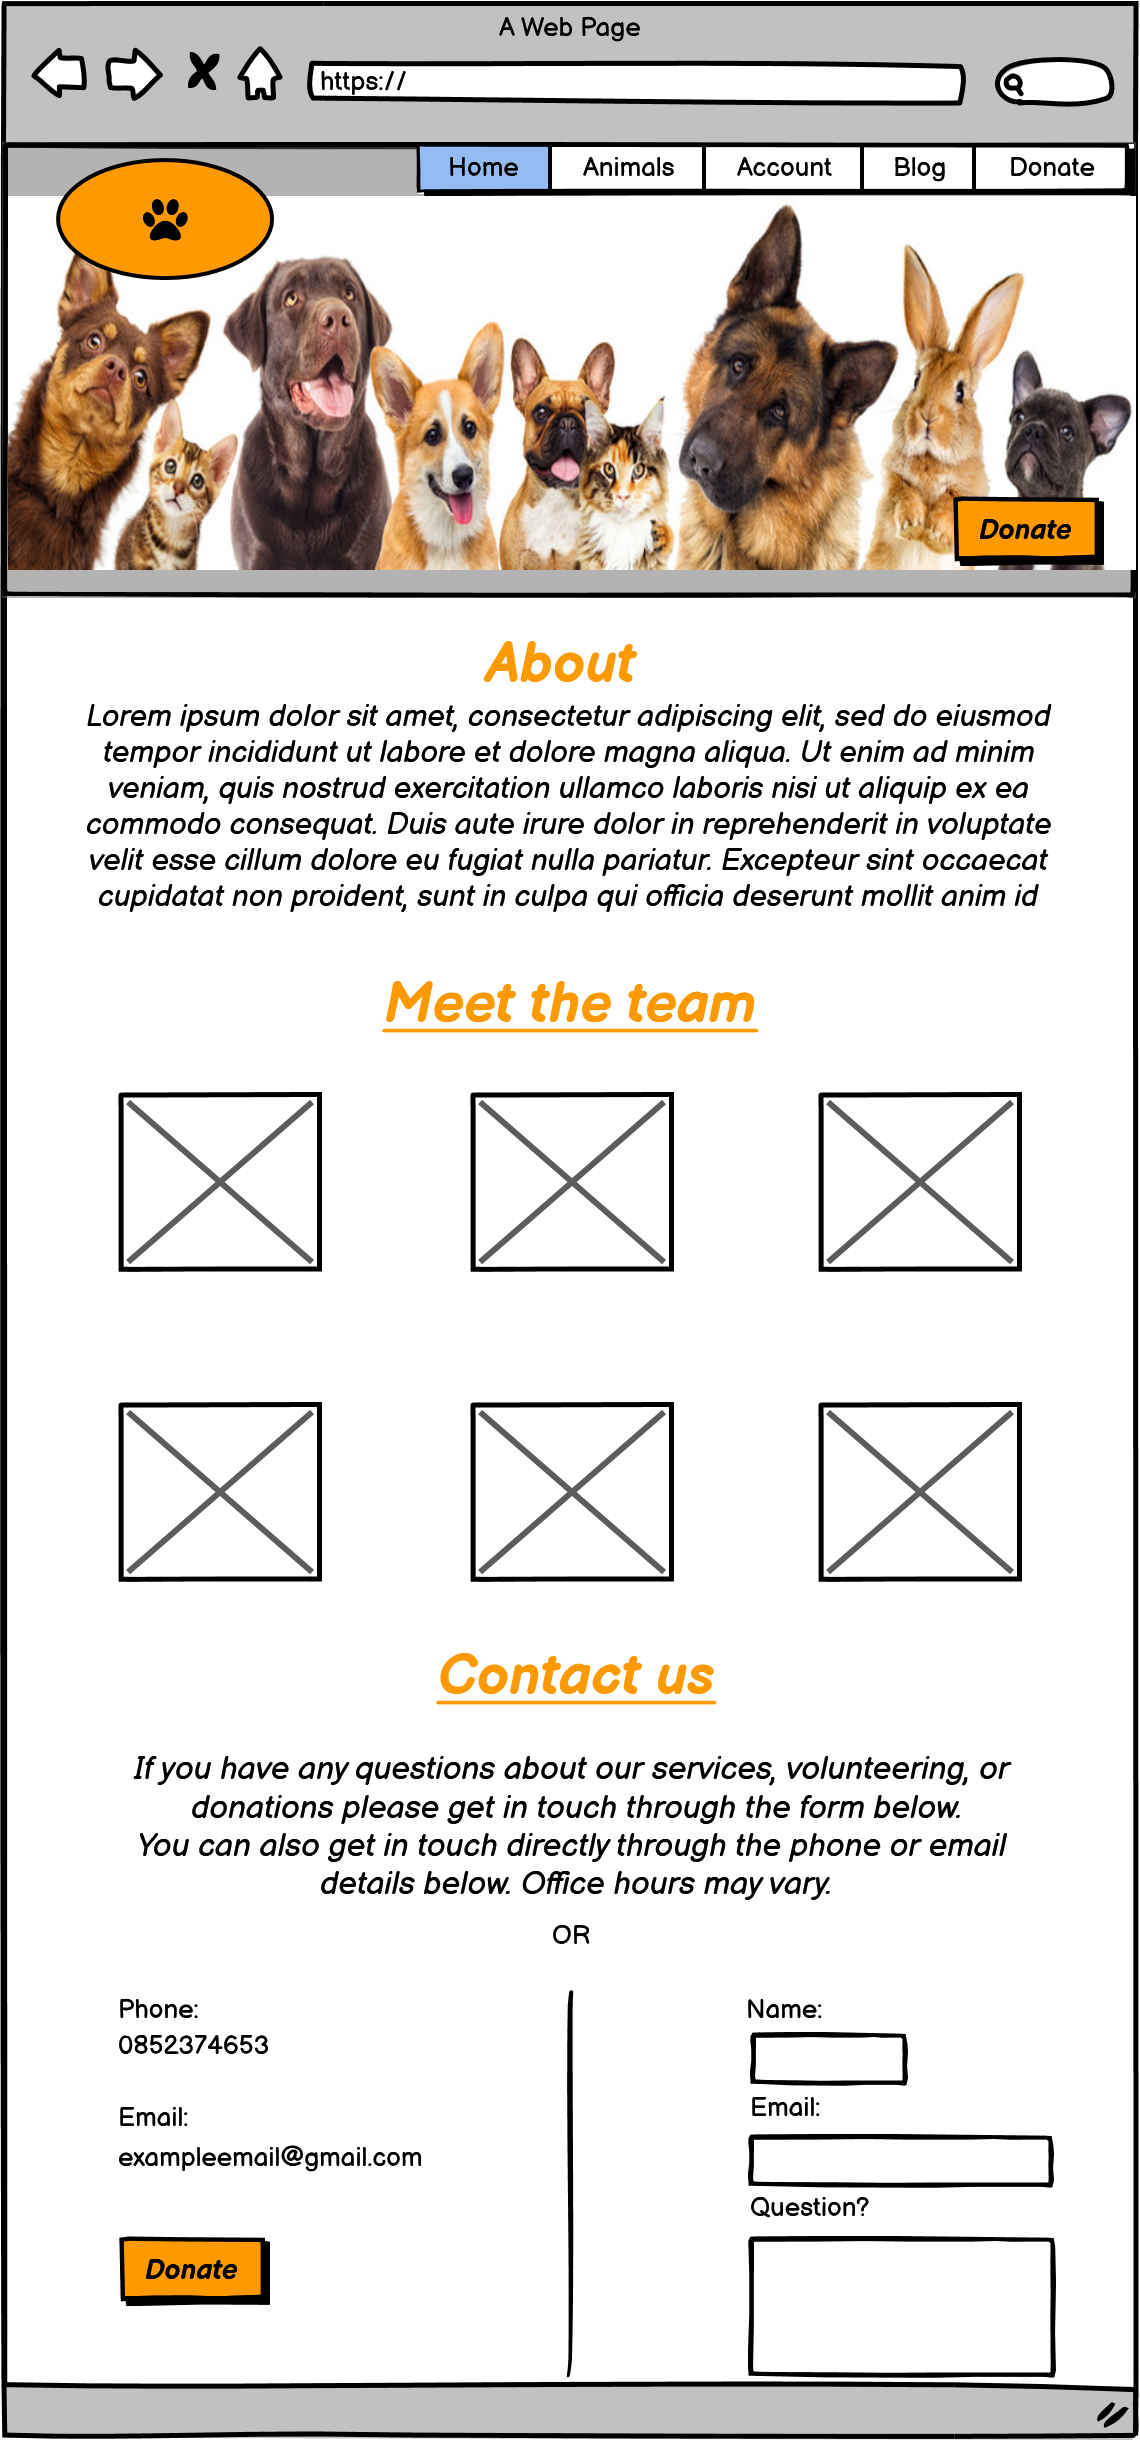 A Web Page
https://
Home Animals Account Blog Donate
Donate
About
Lorem ipsum dolor sit amet, consectetur adipiscing elit, sed do eiusmod
tempor incididunt ut labore et dolore magna aliqua. Ut enim ad minim
veniam, quis nostrud exercitation ullamco laboris nisi ut aliquip ex ea
commodo consequat. Duis aute irure dolor in reprehenderit in voluptate
velit esse cillum dolore eu fugiat nulla pariatur. Excepteur sint occaecat
cupidatat non proident, sunt in culpa qui officia deserunt mollit anim id
Meet the team
Contact us
If you have any questions about our services, volunteering, or
donations please get in touch through the form below.
You can also get in touch directly through the phone or email
details below. Office hours may vary.
OR
Phone:
0852374653
Email:
exampleemail@gmail.com
Donate
Name:
Email:
Question?